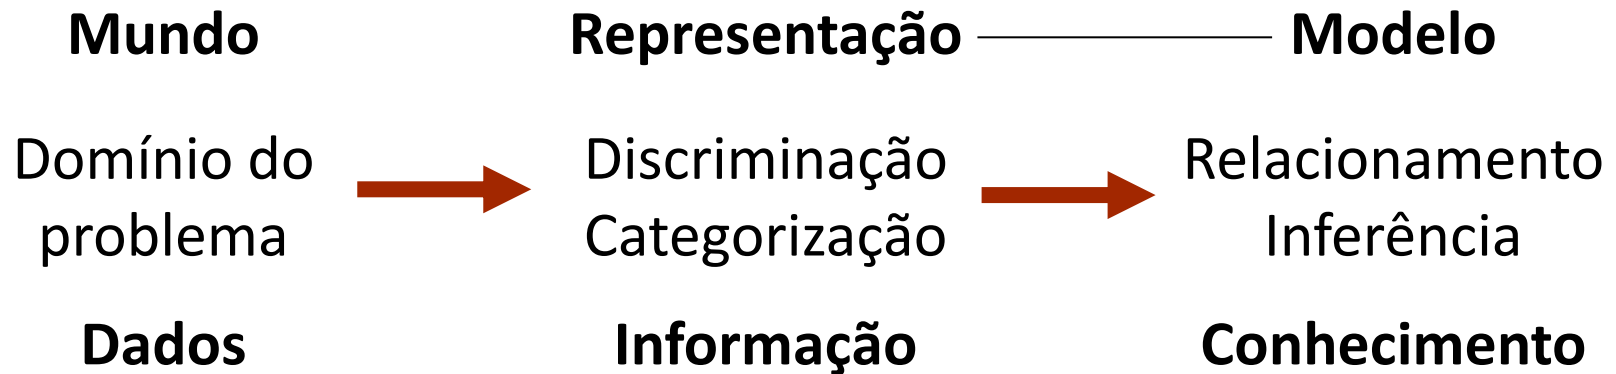 Mundo
Representação
Modelo
Domínio do
problema
Discriminação
Categorização
Relacionamento
Inferência
Dados
Informação
Conhecimento